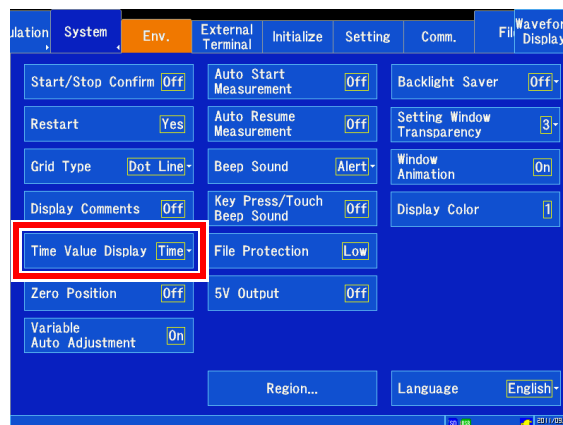 ulation
System
Env.
External
Terminal
Initialize
Setting
Comm.
Fil
Wavefor
Display
Start/Stop Confirm Off
Auto Start
Measurement Off
Backlight Saver Off
Restart Yes
Auto Resume
Measurement Off
Setting Window
Transparency 3
Grid Type Dot Line
Beep Sound Alert
Window
Animation On
Display Comments Off
Key Press/Touch
Beep Sound Off
Display Color 1
Time Value Display Time
File Protection Low
Zero Position Off
5V Output Off
Variable
Auto Adjustment On
Region...
Language English
SD USB
2011/09